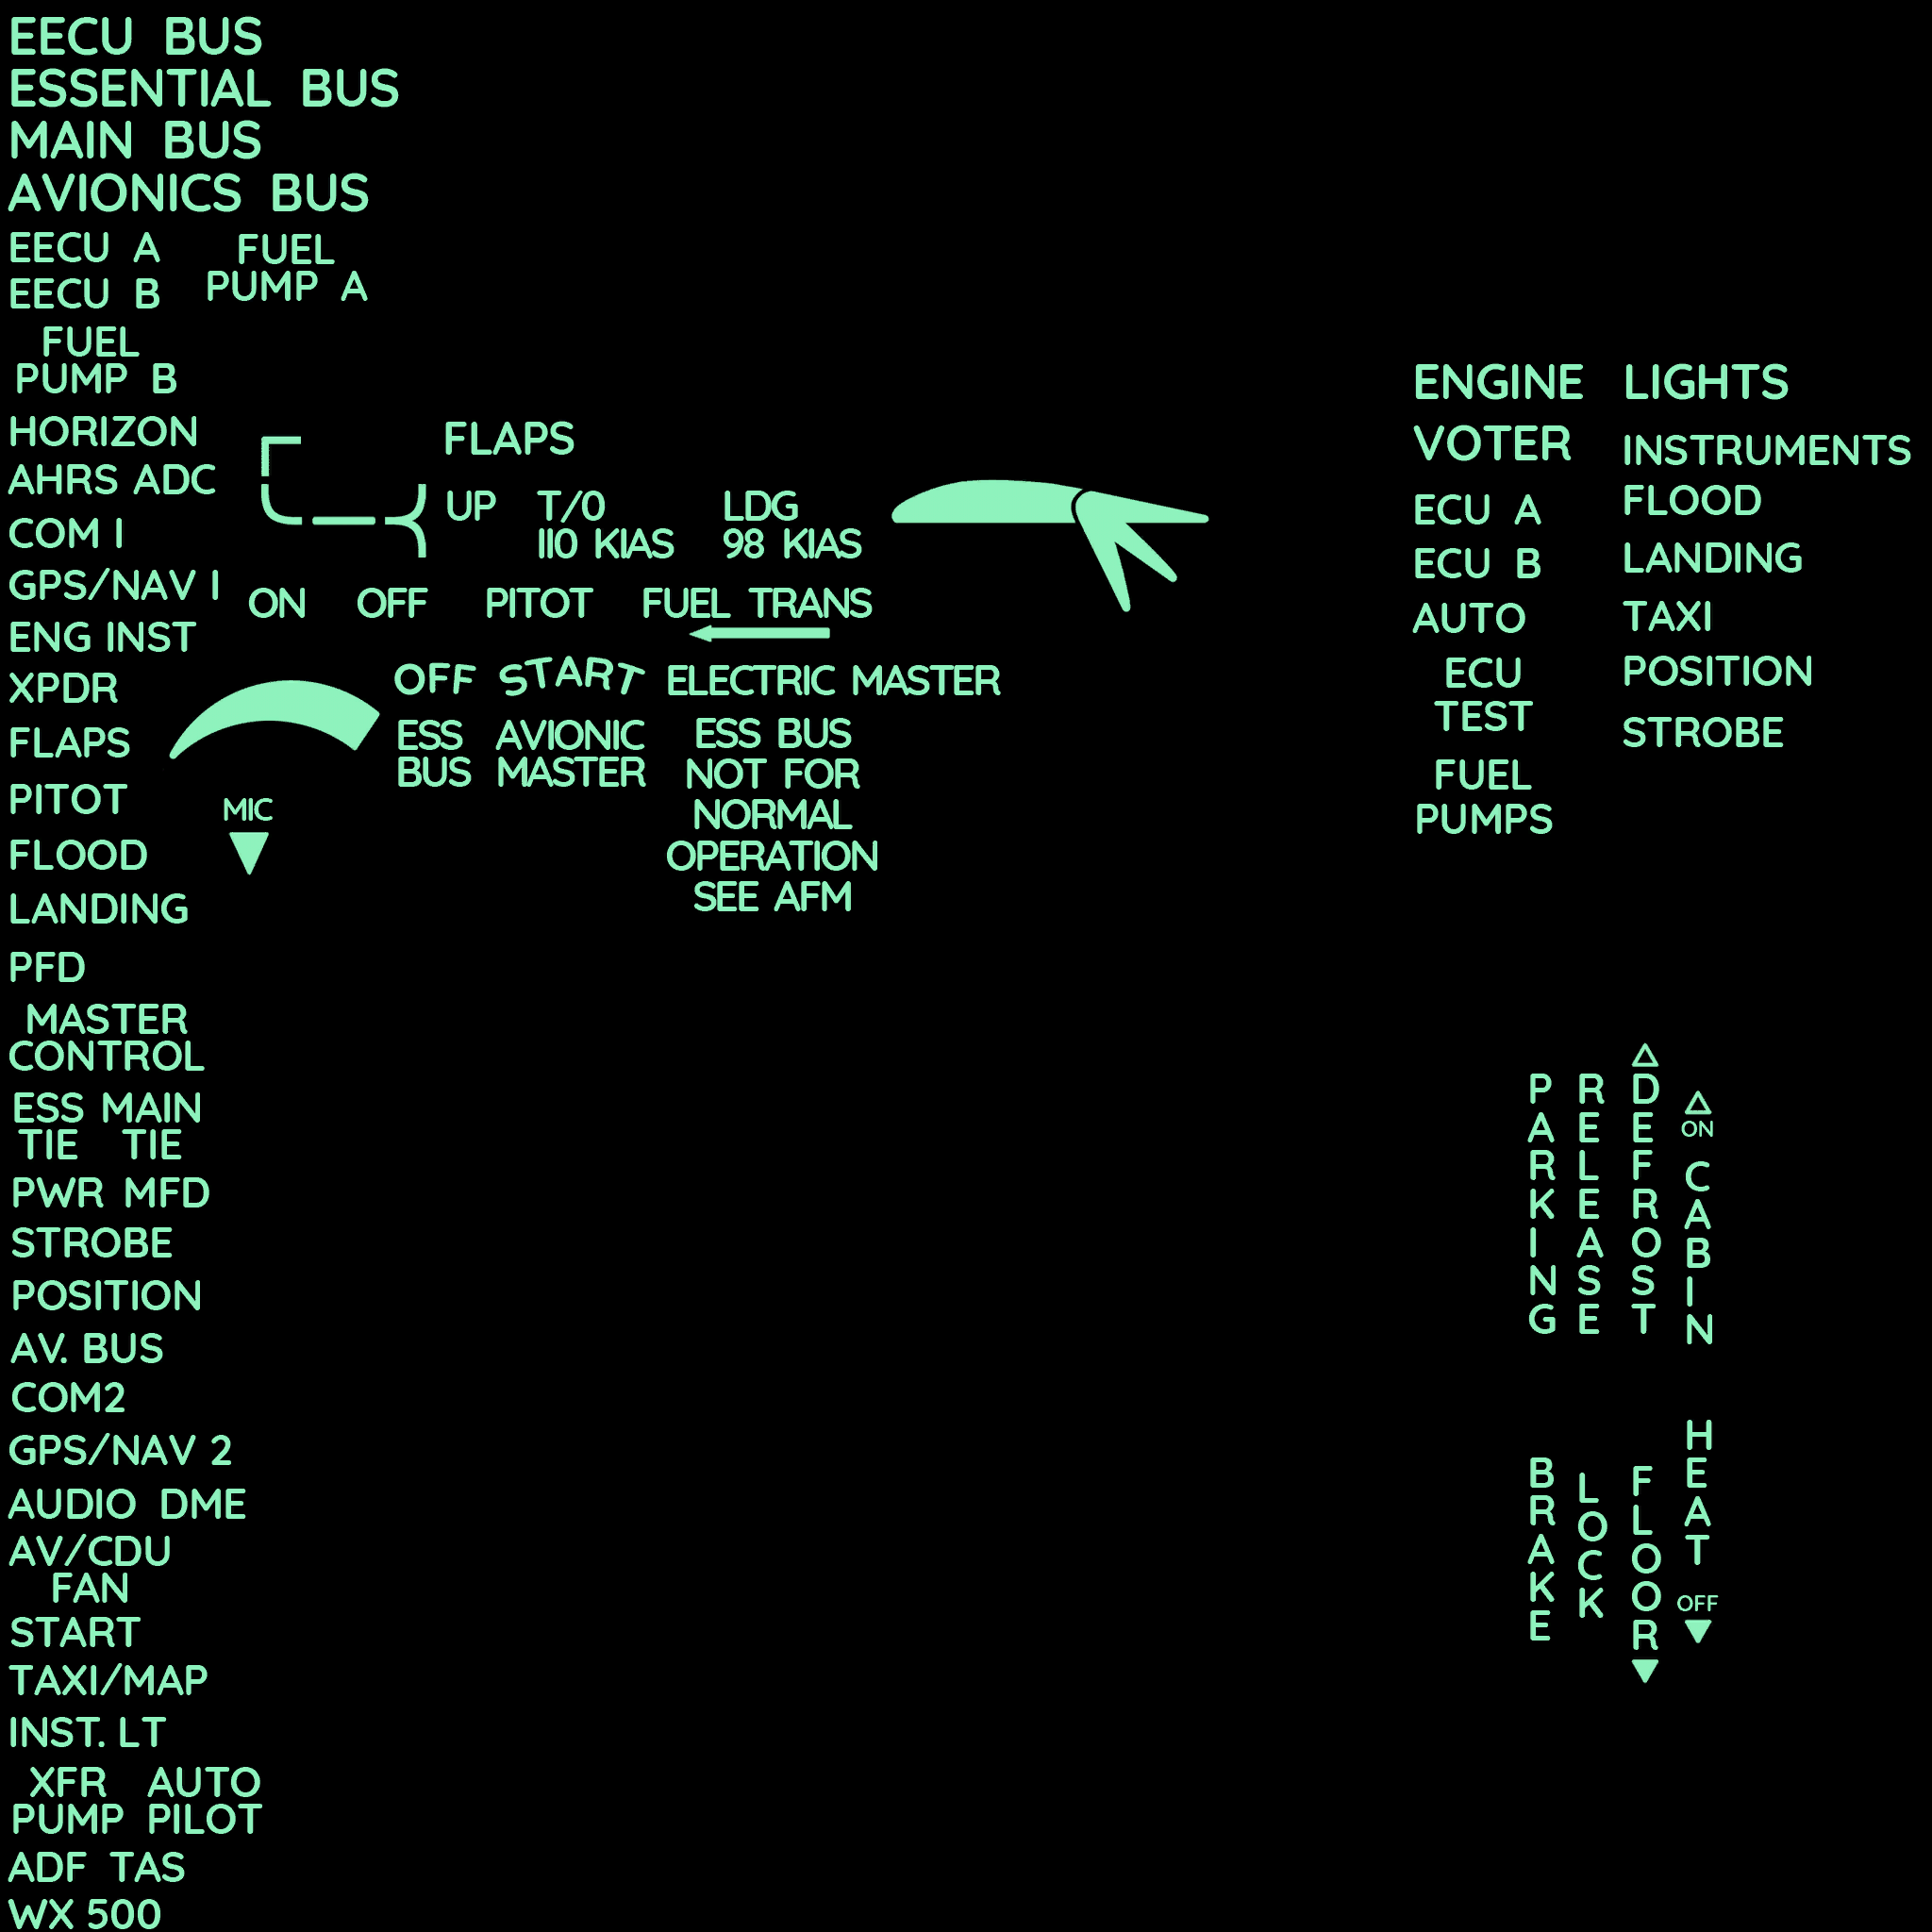 EECU BUS
ESSENTIAL BUS
MAIN BUS
AVIONICS BUS
EECU A
EECU B
FUEL
PUMP A
FUEL
PUMP B
HORIZON
AHRS ADC
COM 1
GPS/NAV 1
ENG INST
XPDR
FLAPS
PITOT
FLOOD
LANDING
PFD
MASTER
CONTROL
ESS MAIN
TIE TIE
PWR MFD
STROBE
POSITION
AV. BUS
COM2
GPS/NAV 2
AUDIO DME
AV/CDU
FAN
START
TAXI/MAP
INST. LT
XFR AUTO
PUMP PILOT
ADF TAS
WX 500
FLAPS
UP T/O LDG
110 KIAS 98 KIAS
ON OFF PITOT FUEL TRANS
OFF START ELECTRIC MASTER
ESS
BUS
AVIONIC
MASTER
ESS BUS
NOT FOR
NORMAL
OPERATION
SEE AFM
MIC
ENGINE
VOTER
ECU A
ECU B
AUTO
ECU
TEST
FUEL
PUMPS
LIGHTS
INSTRUMENTS
FLOOD
LANDING
TAXI
POSITION
STROBE
PARKING
BRAKE
RELEASE
LOCK
DEFROST
FLOOR
ON
CABIN
HEAT
OFF